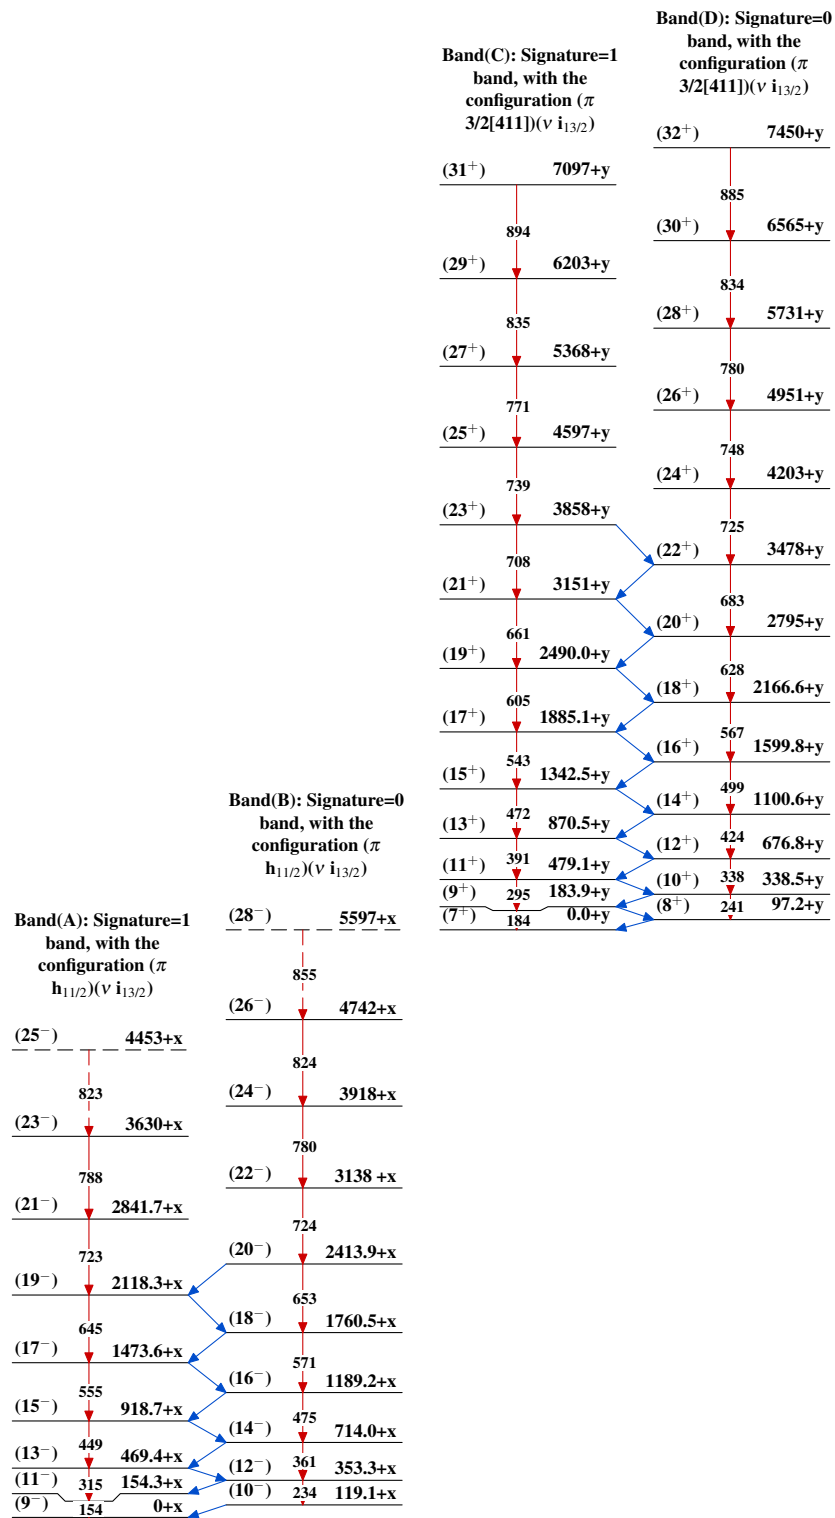 Band(D): Signature=0
band, with the
configuration (π
3/2[411])(ν i13/2)
(32+) 7450+y
885
(30+) 6565+y
834
(28+) 5731+y
780
(26+) 4951+y
748
(24+) 4203+y
725
(22+) 3478+y
683
(20+) 2795+y
628
(18+) 2166.6+y
567
(16+) 1599.8+y
499
(14+) 1100.6+y
424
(12+) 676.8+y
338
(10+) 338.5+y
241
(8+) 97.2+y
Band(C): Signature=1
band, with the
configuration (π
3/2[411])(ν i13/2)
(31+) 7097+y
894
(29+) 6203+y
835
(27+) 5368+y
771
(25+) 4597+y
739
(23+) 3858+y
708
(21+) 3151+y
661
(19+) 2490.0+y
605
(17+) 1885.1+y
543
(15+) 1342.5+y
472
(13+) 870.5+y
391
(11+) 479.1+y
295
(9+) 183.9+y
184
(7+) 0.0+y
Band(B): Signature=0
band, with the
configuration (π
h11/2)(ν i13/2)
(28−) 5597+x
855
(26−) 4742+x
824
(24−) 3918+x
780
(22−) 3138 +x
724
(20−) 2413.9+x
653
(18−) 1760.5+x
571
(16−) 1189.2+x
475
(14−) 714.0+x
361
(12−) 353.3+x
234
(10−) 119.1+x
Band(A): Signature=1
band, with the
configuration (π
h11/2)(ν i13/2)
(25−) 4453+x
823
(23−) 3630+x
788
(21−) 2841.7+x
723
(19−) 2118.3+x
645
(17−) 1473.6+x
555
(15−) 918.7+x
449
(13−) 469.4+x
315
(11−) 154.3+x
154
(9−) 0+x